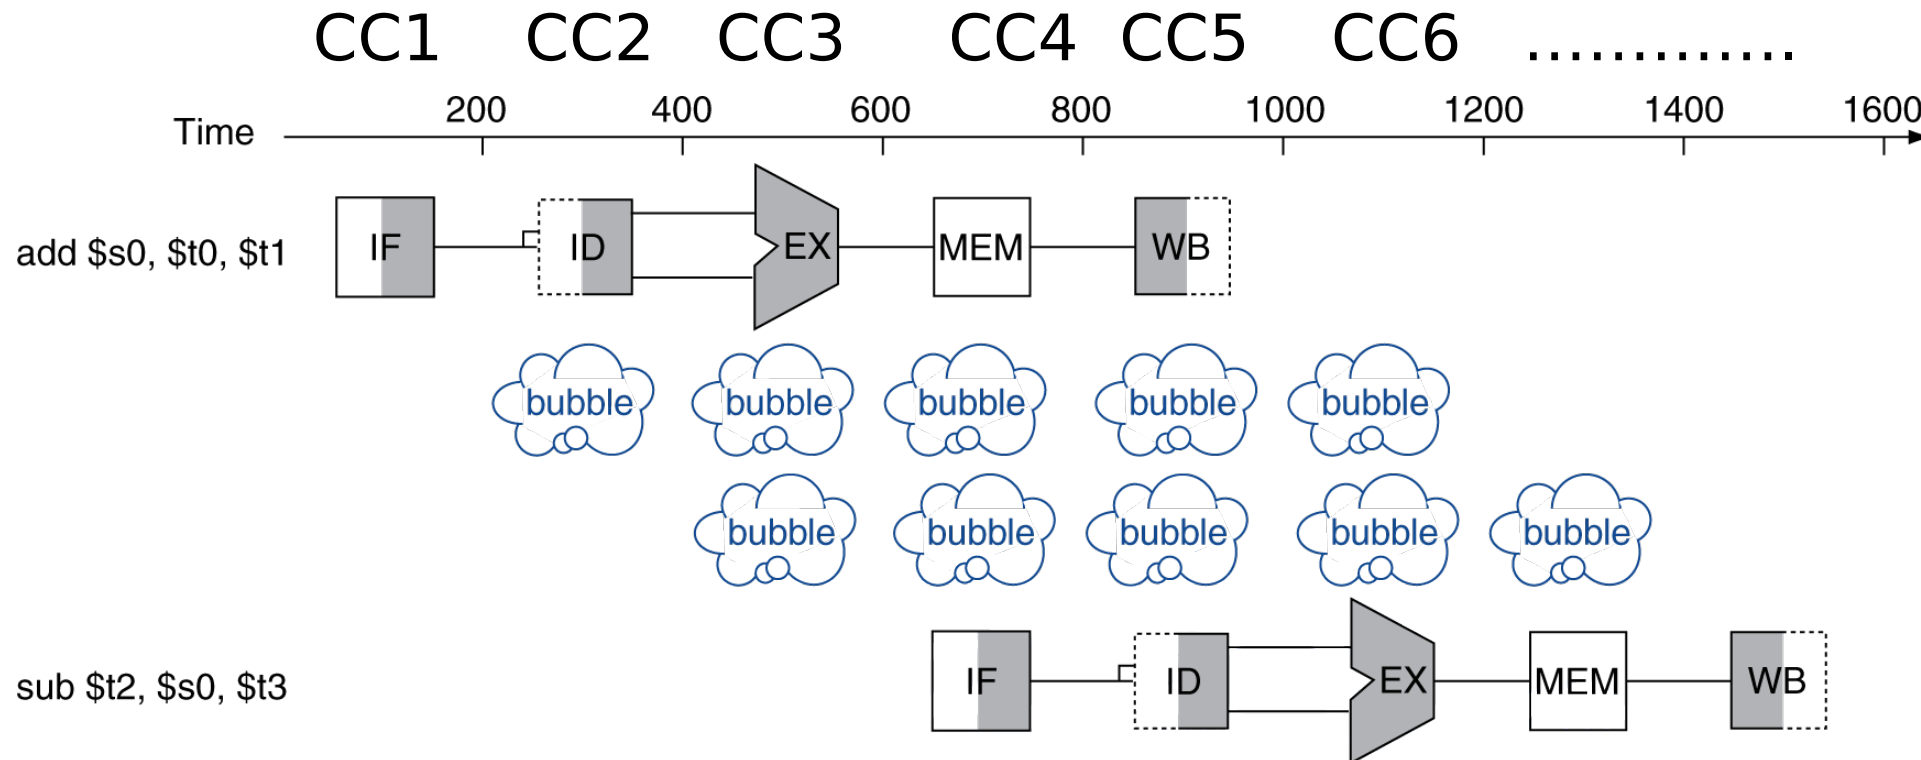 CC1 CC2 CC3 CC4 CC5 CC6 .............
200 400 600 800 1000 1200 1400 1600
Time
add $s0, $t0, $t1 IF ID EX MEM WB
bubble bubble bubble bubble bubble
bubble bubble bubble bubble bubble
sub $t2, $s0, $t3 IF ID EX MEM WB